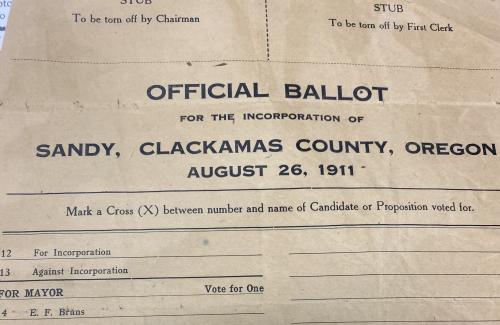 STUB
To be torn off by Chairman
STUB
To be torn off by First Clerk
OFFICIAL BALLOT
FOR THE INCORPORATION OF
SANDY, CLACKAMAS COUNTY, OREGON
AUGUST 26, 1911
Mark a Cross (X) between number and name of Candidate or Proposition voted for.
12 For Incorporation
13 Against Incorporation
FOR MAYOR Vote for One
4 E. F. Bruns